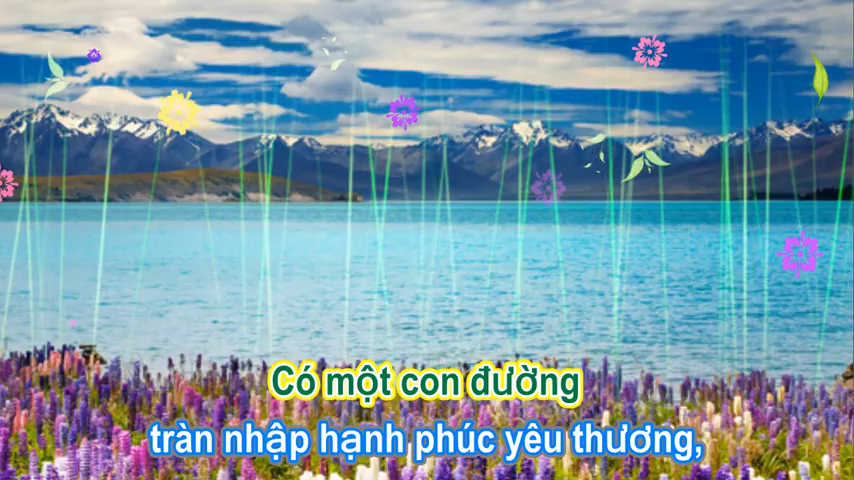 Có một con đường
tràn nhập hạnh phúc yêu thương,